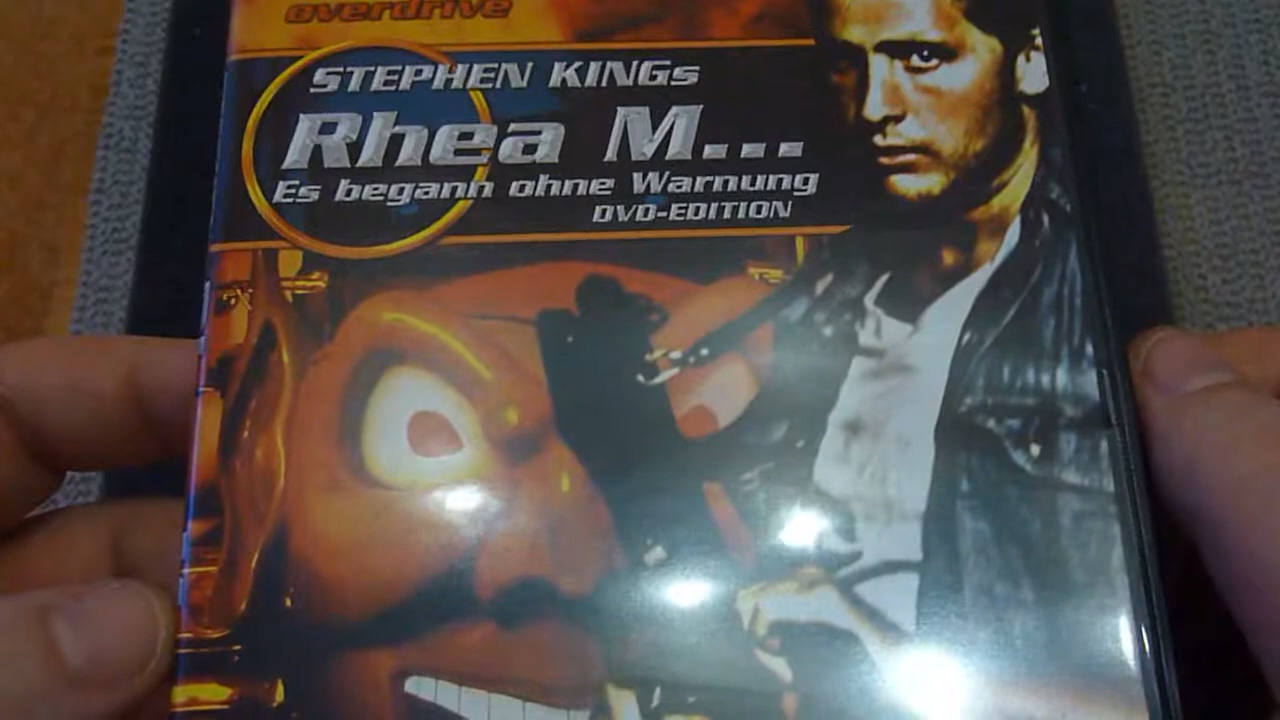 overdrive
STEPHEN KINGs
Rhea M...
Es begann ohne Warnung
DVD-EDITION